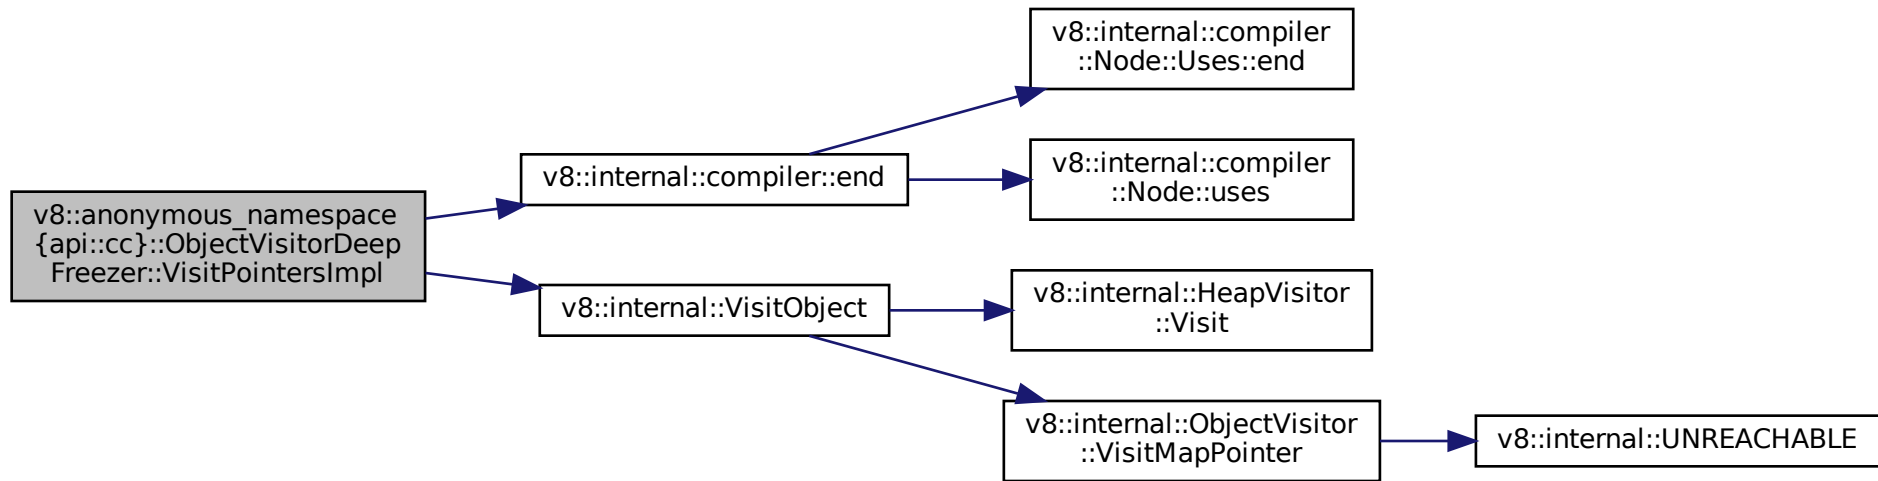 v8::internal::compiler
::Node::Uses::end
v8::internal::compiler::end
v8::internal::compiler
::Node::uses
v8::anonymous_namespace
{api::cc}::ObjectVisitorDeep
Freezer::VisitPointersImpl
v8::internal::VisitObject
v8::internal::HeapVisitor
::Visit
v8::internal::ObjectVisitor
::VisitMapPointer
v8::internal::UNREACHABLE